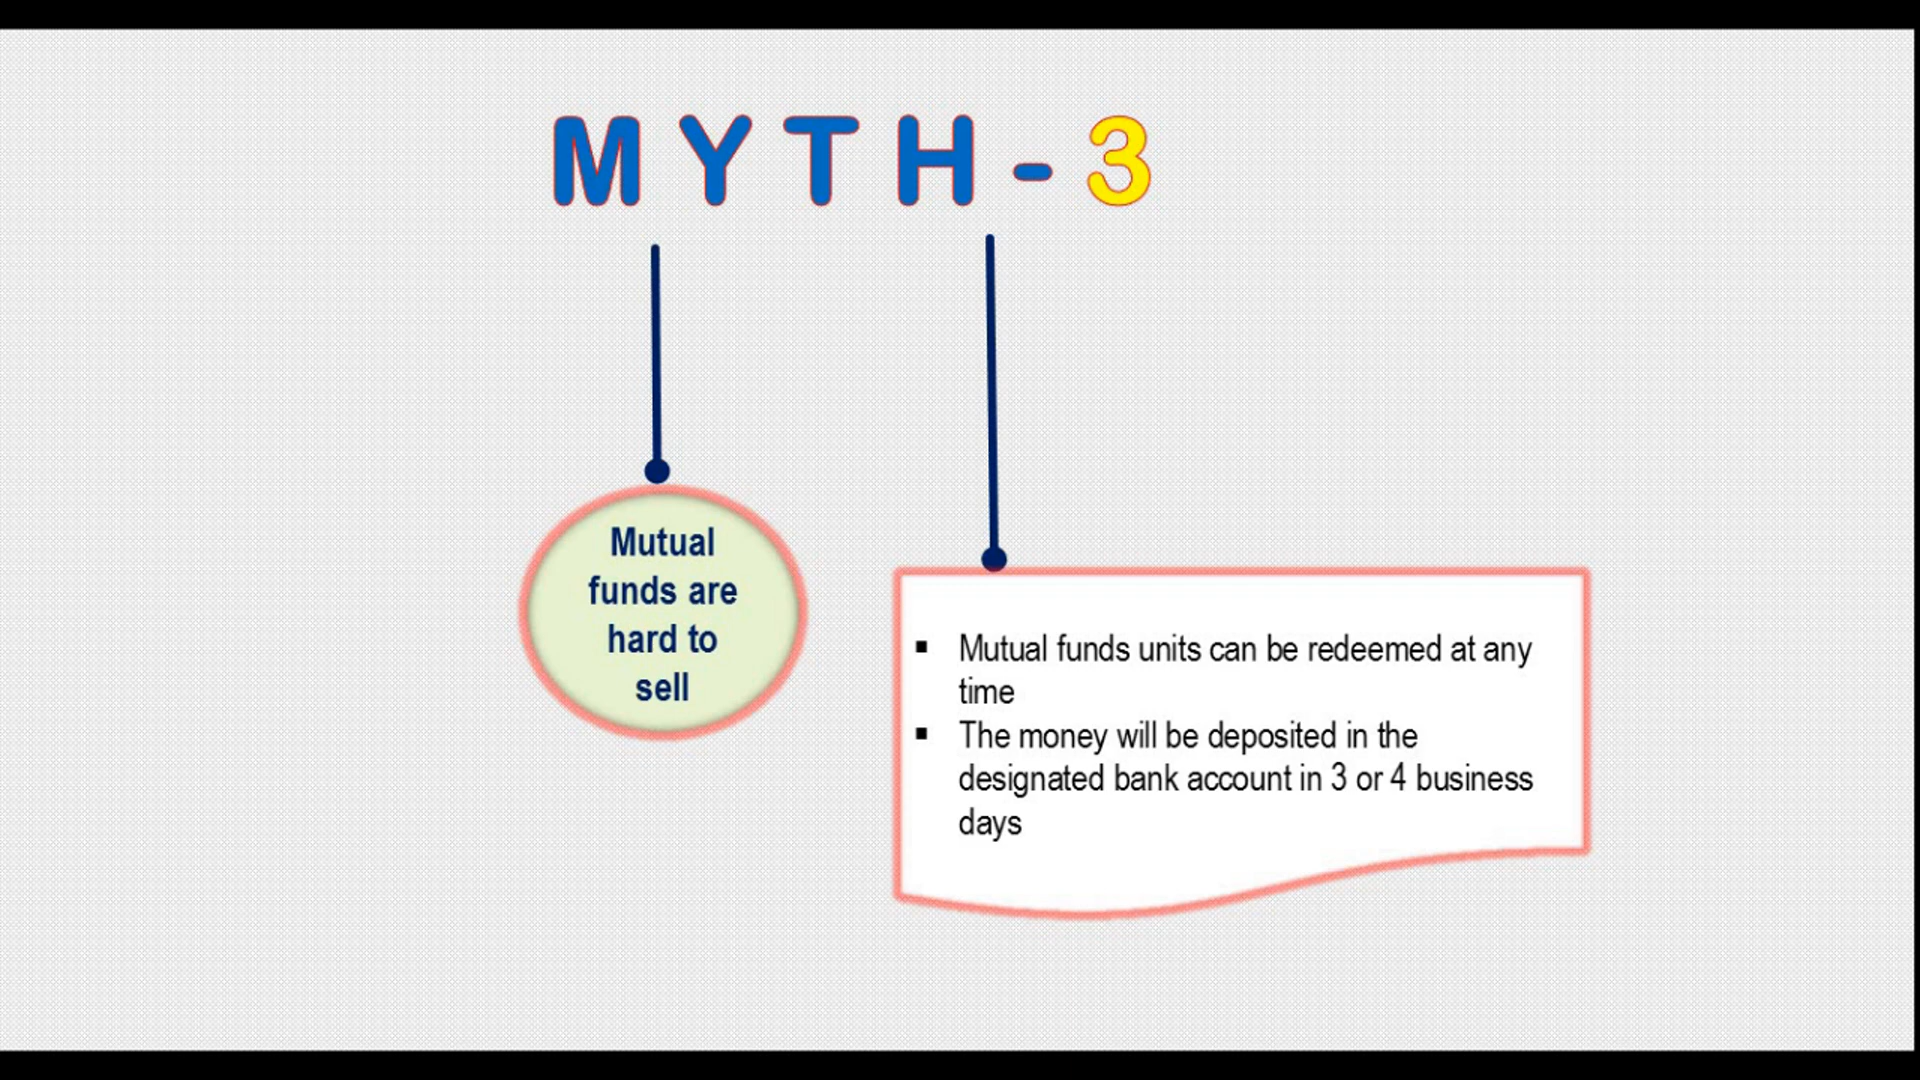 MYTH-3
Mutual
funds are
hard to
sell
▪ Mutual funds units can be redeemed at any
time
▪ The money will be deposited in the
designated bank account in 3 or 4 business
days